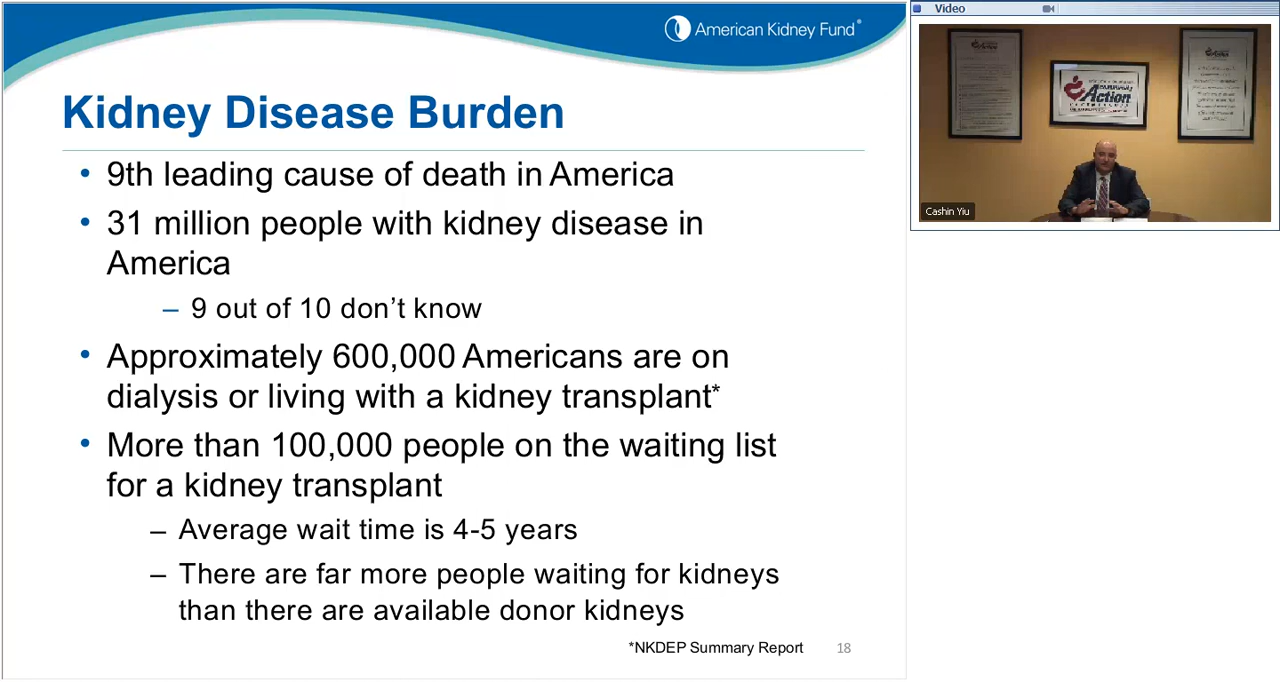 American Kidney Fund®
Kidney Disease Burden
• 9th leading cause of death in America
• 31 million people with kidney disease in
America
– 9 out of 10 don’t know
• Approximately 600,000 Americans are on
dialysis or living with a kidney transplant*
• More than 100,000 people on the waiting list
for a kidney transplant
– Average wait time is 4-5 years
– There are far more people waiting for kidneys
than there are available donor kidneys
*NKDEP Summary Report
18
Video
Action
Community
Action
Action
Cashin Yiu